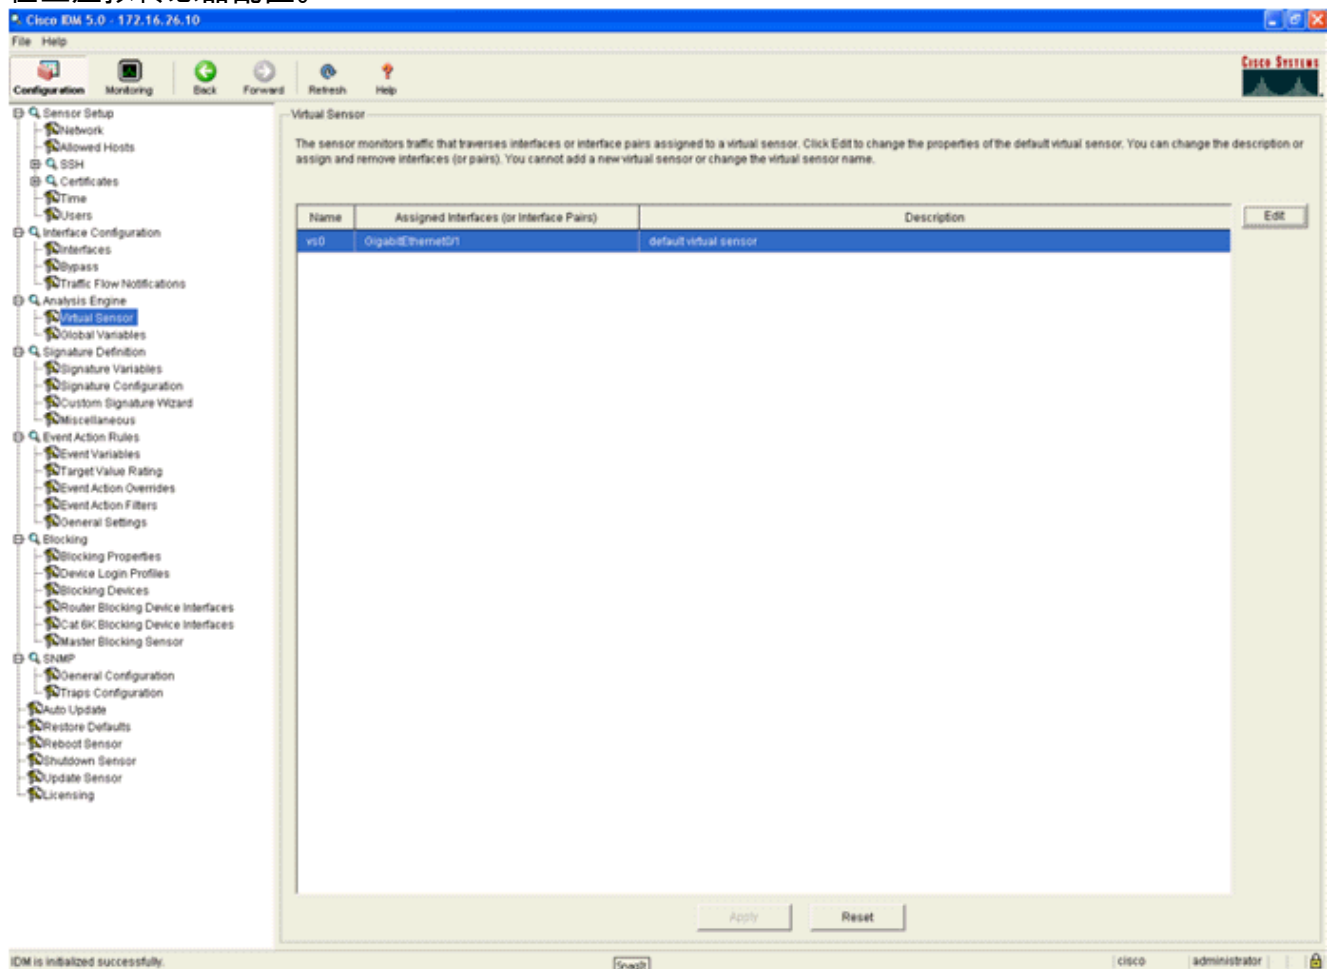 Cisco IDM 5.0 - 172.16.26.10
File Help
Configuration Monitoring Back Forward Refresh Help
CISCO SYSTEMS
Sensor Setup
Network
Allowed Hosts
SSH
Certificates
Time
Users
Interface Configuration
Interfaces
Bypass
Traffic Flow Notifications
Analysis Engine
Virtual Sensor
Global Variables
Signature Definition
Signature Variables
Signature Configuration
Custom Signature Wizard
Miscellaneous
Event Action Rules
Event Variables
Target Value Rating
Event Action Overrides
Event Action Filters
General Settings
Blocking
Blocking Properties
Device Login Profiles
Blocking Devices
Router Blocking Device Interfaces
Cat 6K Blocking Device Interfaces
Master Blocking Sensor
SNMP
General Configuration
Traps Configuration
Auto Update
Restore Defaults
Reboot Sensor
Shutdown Sensor
Update Sensor
Licensing
Virtual Sensor
The sensor monitors traffic that traverses interfaces or interface pairs assigned to a virtual sensor. Click Edit to change the properties of the default virtual sensor. You can change the description or
assign and remove interfaces (or pairs). You cannot add a new virtual sensor or change the virtual sensor name.
Name Assigned Interfaces (or Interface Pairs) Description Edit
vs0 GigabitEthernet0/1 default virtual sensor
Apply Reset
IDM is initialized successfully. SnagIt cisco administrator